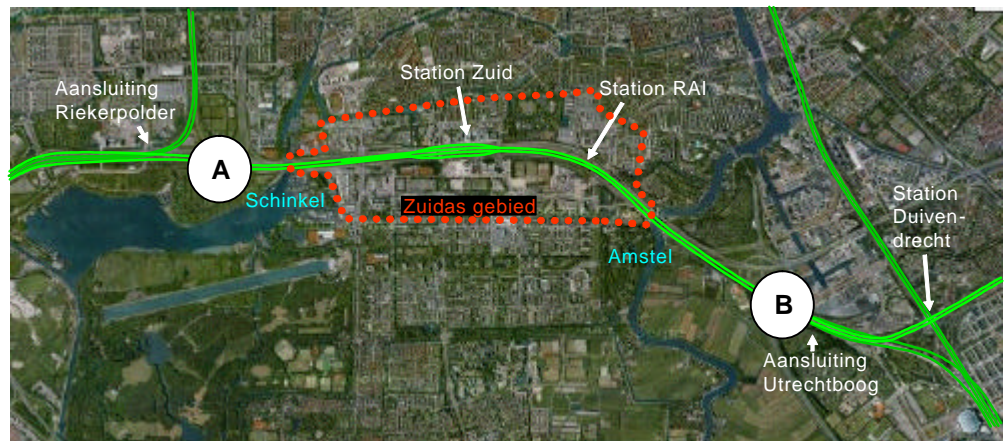 Station Zuid
Station RAI
Aansluiting
Riekerpolder
A
Schinkel
Zuidas gebied
Station
Duiven-
drecht
Amstel
B
Aansluiting
Utrechtboog